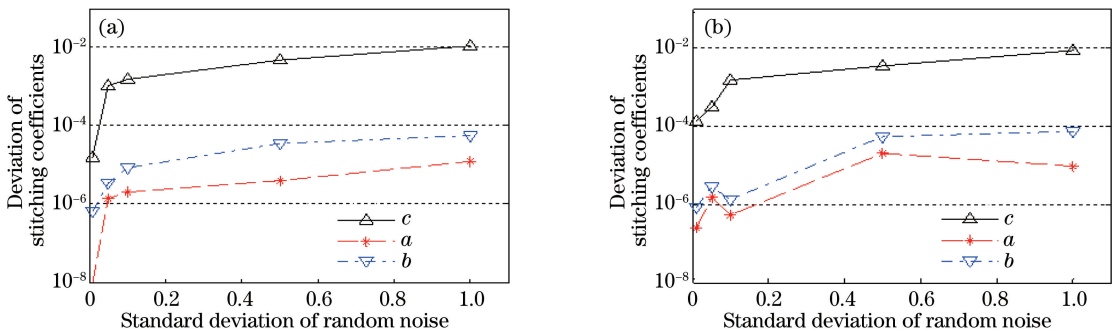 (a)
Deviation of
stitching coefficients
10⁻²
10⁻⁴
10⁻⁶
10⁻⁸
c
a
b
0 0.2 0.4 0.6 0.8 1.0
Standard deviation of random noise
(b)
Deviation of
stitching coefficients
10⁻²
10⁻⁴
10⁻⁶
10⁻⁸
c
a
b
0 0.2 0.4 0.6 0.8 1.0
Standard deviation of random noise